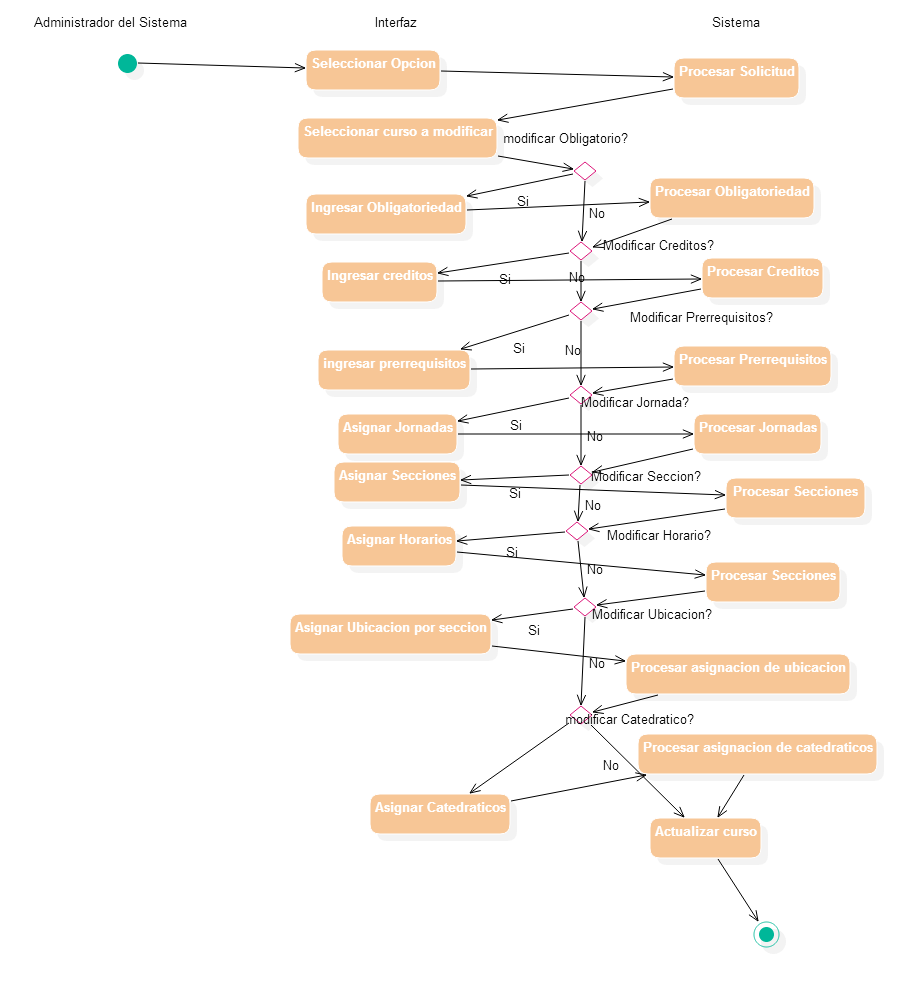 Administrador del Sistema
Interfaz
Sistema
Seleccionar Opcion
Procesar Solicitud
Seleccionar curso a modificar
modificar Obligatorio?
Ingresar Obligatoriedad
Si
No
Procesar Obligatoriedad
Modificar Creditos?
Ingresar creditos
Si
No
Procesar Creditos
Modificar Prerrequisitos?
ingresar prerrequisitos
Si
No
Procesar Prerrequisitos
Modificar Jornada?
Asignar Jornadas
Si
No
Procesar Jornadas
Asignar Secciones
Modificar Seccion?
Si
No
Procesar Secciones
Asignar Horarios
Modificar Horario?
Si
No
Procesar Secciones
Modificar Ubicacion?
Asignar Ubicacion por seccion
Si
No
Procesar asignacion de ubicacion
modificar Catedratico?
Procesar asignacion de catedraticos
No
Asignar Catedraticos
Actualizar curso